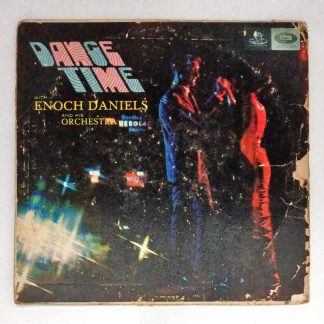 DANCE
TIME
WITH
ENOCH DANIELS
AND HIS
ORCHESTRA